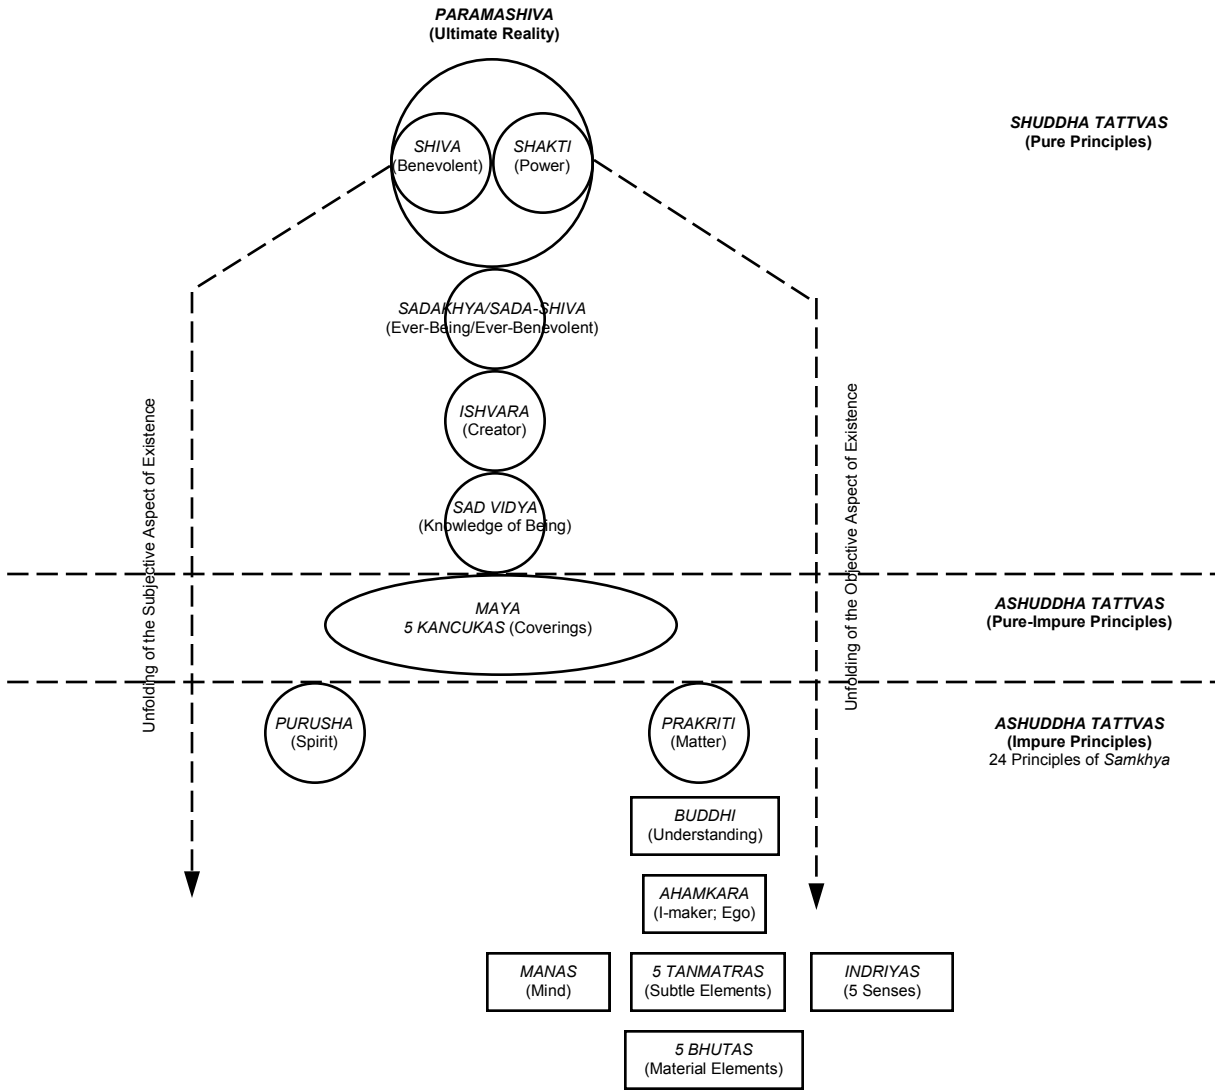 PARAMASHIVA
(Ultimate Reality)
SHIVA
(Benevolent)
SHAKTI
(Power)
SHUDDHA TATTVAS
(Pure Principles)
SADAKHYA/SADA-SHIVA
(Ever-Being/Ever-Benevolent)
ISHVARA
(Creator)
SAD VIDYA
(Knowledge of Being)
Unfolding of the Subjective Aspect of Existence
Unfolding of the Objective Aspect of Existence
MAYA
5 KANCUKAS (Coverings)
ASHUDDHA TATTVAS
(Pure-Impure Principles)
PURUSHA
(Spirit)
PRAKRITI
(Matter)
ASHUDDHA TATTVAS
(Impure Principles)
24 Principles of Samkhya
BUDDHI
(Understanding)
AHAMKARA
(I-maker; Ego)
MANAS
(Mind)
5 TANMATRAS
(Subtle Elements)
INDRIYAS
(5 Senses)
5 BHUTAS
(Material Elements)